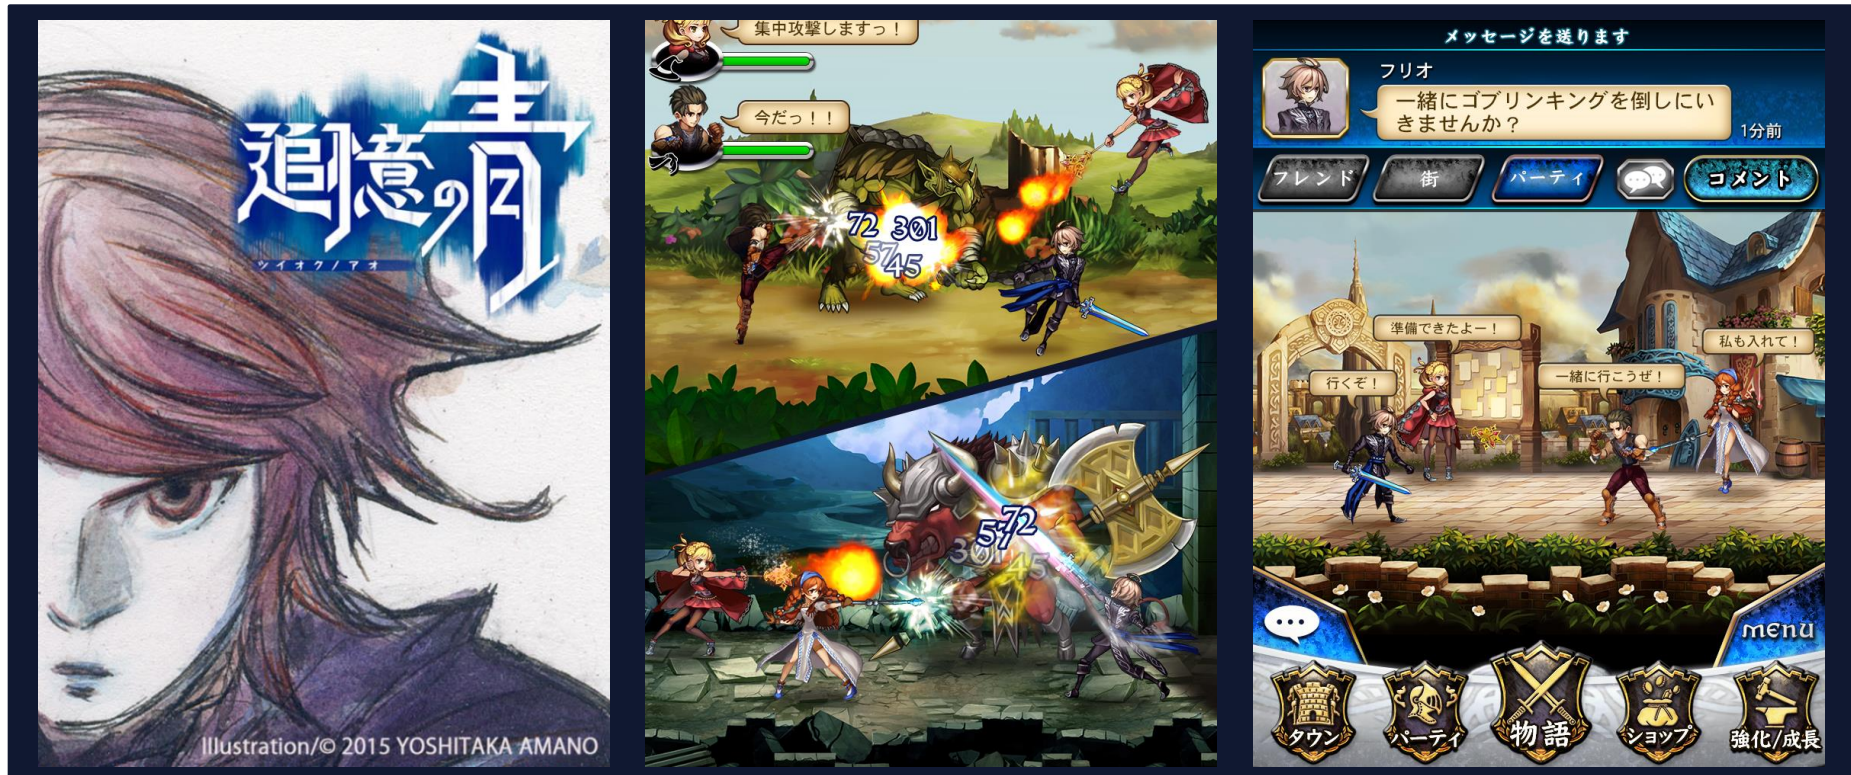 追憶の青
ツイオクノアオ
Illustration/© 2015 YOSHITAKA AMANO
集中攻撃しますっ！
今だっ！！
72
301
57
45
72
57
301
45
メッセージを送ります
フリオ
一緒にゴブリンキングを倒しにい
きませんか？
1分前
フレンド
街
パーティ
コメント
準備できたよー！
私も入れて！
行くぞ！
一緒に行こうぜ！
menu
タウン
パーティ
物語
ショップ
強化/成長